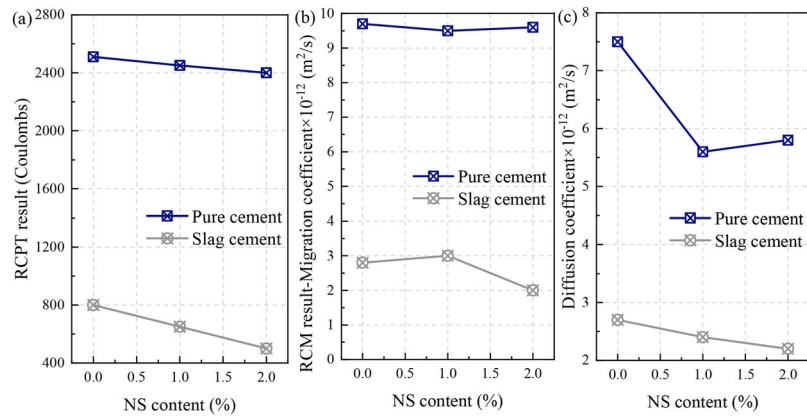 (a)
2800
2400
2000
1600
1200
800
400
RCPT result (Coulombs)
Pure cement
Slag cement
0.0 0.5 1.0 1.5 2.0
NS content (%)
(b)
10
9
8
7
6
5
4
3
2
1
0
RCM result-Migration coefficient×10-12 (m2/s)
Pure cement
Slag cement
0.0 0.5 1.0 1.5 2.0
NS content (%)
(c)
8
7
6
5
4
3
2
Diffusion coefficient×10-12 (m2/s)
Pure cement
Slag cement
0.0 0.5 1.0 1.5 2.0
NS content (%)